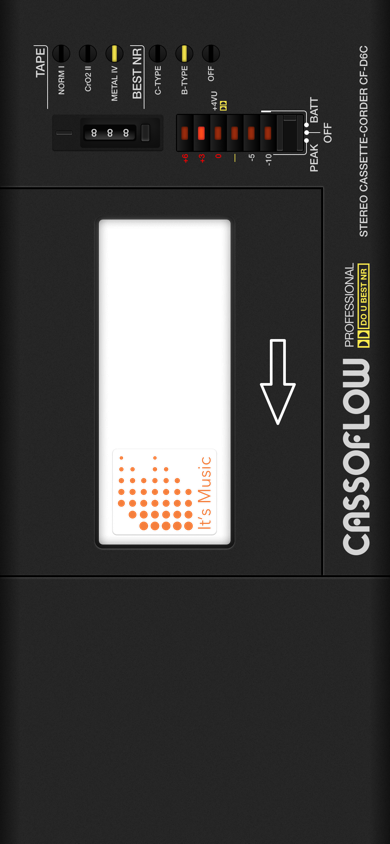 TAPE
NORM I
CrO2 II
METAL IV
BEST NR
C-TYPE
B-TYPE
OFF
888
+4VU
+6
+3
0
-5
-10
BATT
OFF
PEAK
STEREO CASSETTE-CORDER CF-D6C
PROFESSIONAL
DO U BEST NR
CASSOFLOW
It's Music